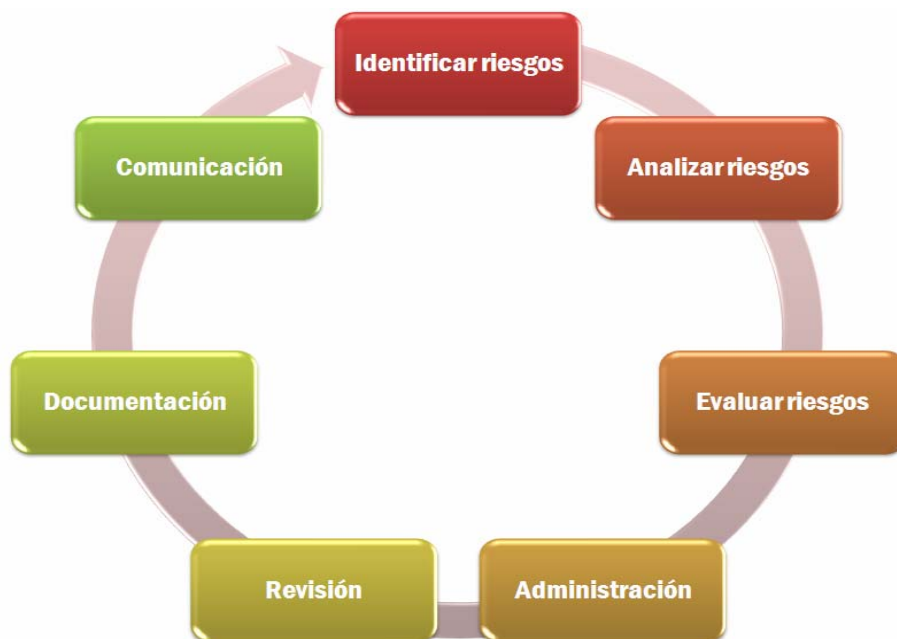 Identificar riesgos
Analizar riesgos
Evaluar riesgos
Administración
Revisión
Documentación
Comunicación